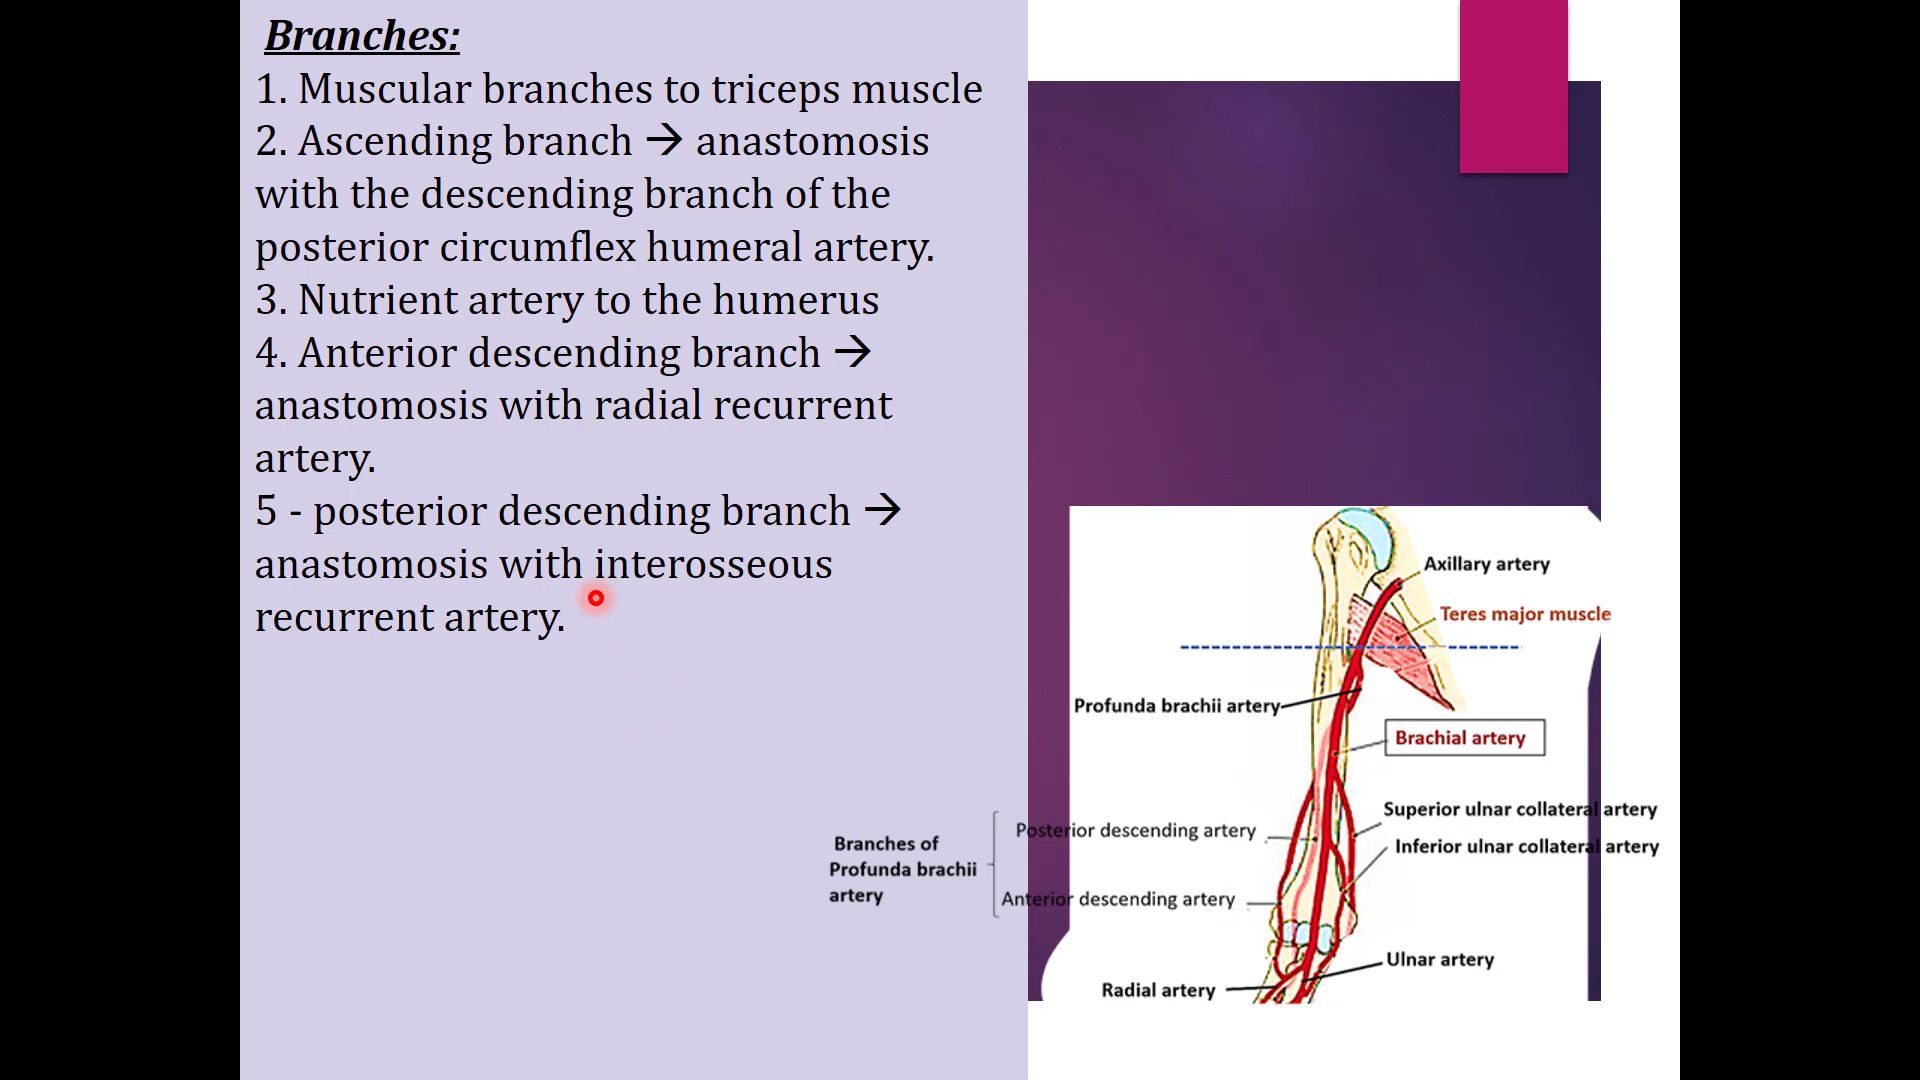 Branches:
1. Muscular branches to triceps muscle
2. Ascending branch → anastomosis
with the descending branch of the
posterior circumflex humeral artery.
3. Nutrient artery to the humerus
4. Anterior descending branch →
anastomosis with radial recurrent
artery.
5 - posterior descending branch →
anastomosis with interosseous
recurrent artery.
Axillary artery
Teres major muscle
Profunda brachii artery
Brachial artery
Superior ulnar collateral artery
Inferior ulnar collateral artery
Branches of
Profunda brachii
artery
Posterior descending artery
Anterior descending artery
Ulnar artery
Radial artery